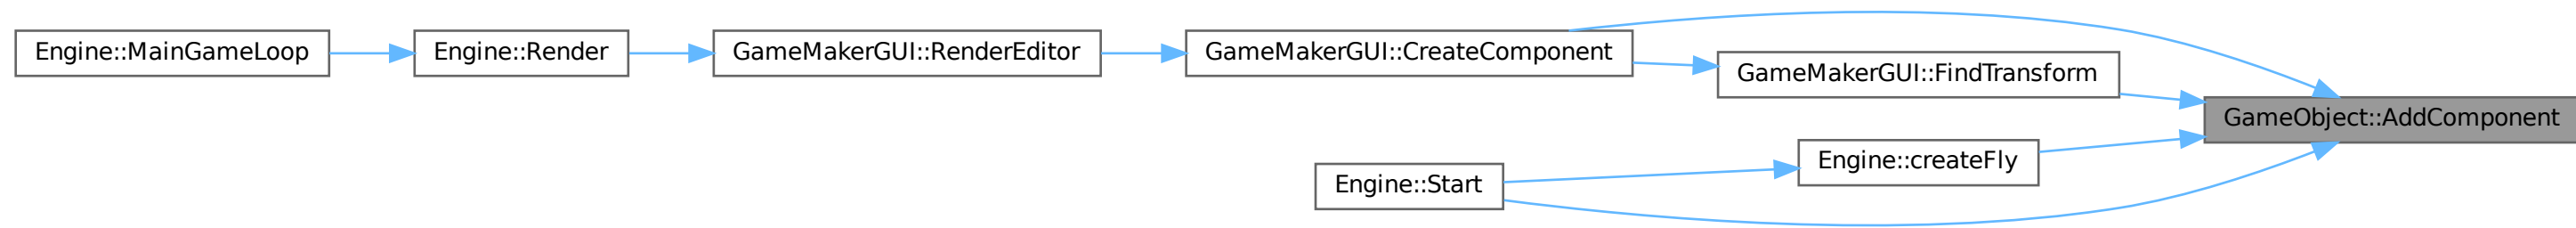 Engine::MainGameLoop
Engine::Render
GameMakerGUI::RenderEditor
GameMakerGUI::CreateComponent
GameMakerGUI::FindTransform
GameObject::AddComponent
Engine::createFly
Engine::Start